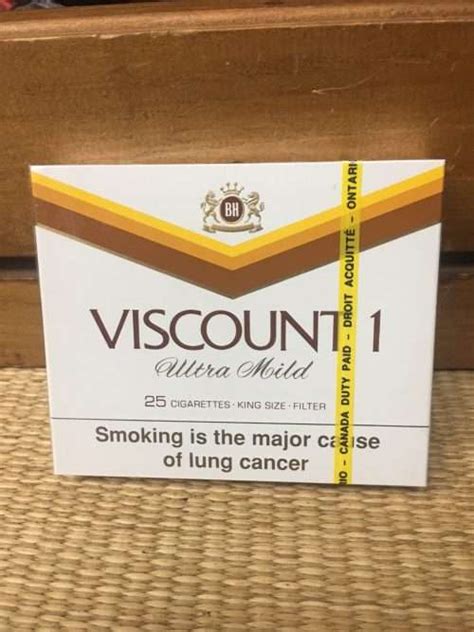 BH
VISCOUNT 1
Ultra Mild
25 CIGARETTES · KING SIZE · FILTER
Smoking is the major cause
of lung cancer
IO - CANADA DUTY PAID - DROIT ACQUITTÉ - ONTARI